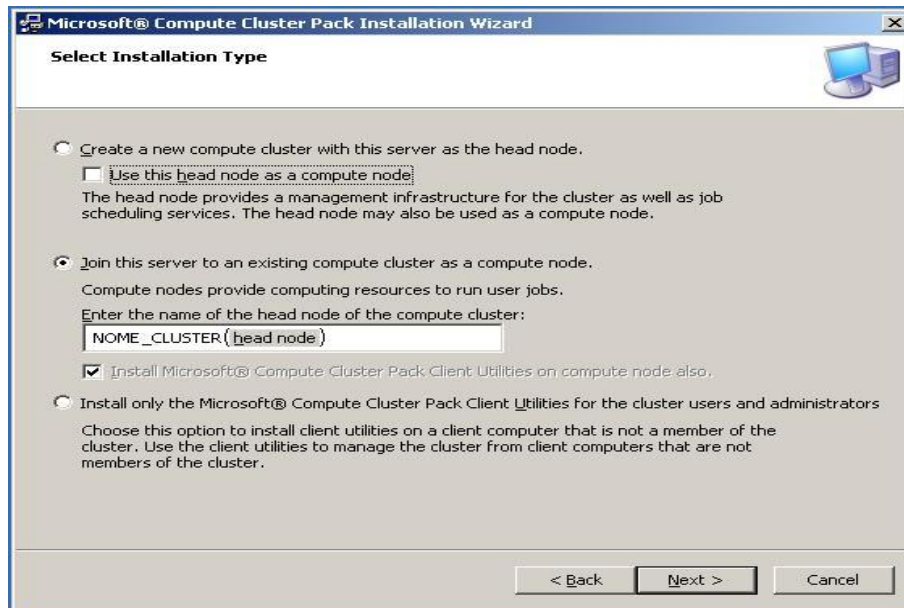 Microsoft® Compute Cluster Pack Installation Wizard
Select Installation Type
Create a new compute cluster with this server as the head node.
Use this head node as a compute node
The head node provides a management infrastructure for the cluster as well as job
scheduling services. The head node may also be used as a compute node.
Join this server to an existing compute cluster as a compute node.
Compute nodes provide computing resources to run user jobs.
Enter the name of the head node of the compute cluster:
NOME_CLUSTER(head node)
Install Microsoft® Compute Cluster Pack Client Utilities on compute node also.
Install only the Microsoft® Compute Cluster Pack Client Utilities for the cluster users and administrators
Choose this option to install client utilities on a client computer that is not a member of the
cluster. Use the client utilities to manage the cluster from client computers that are not
members of the cluster.
< Back Next > Cancel